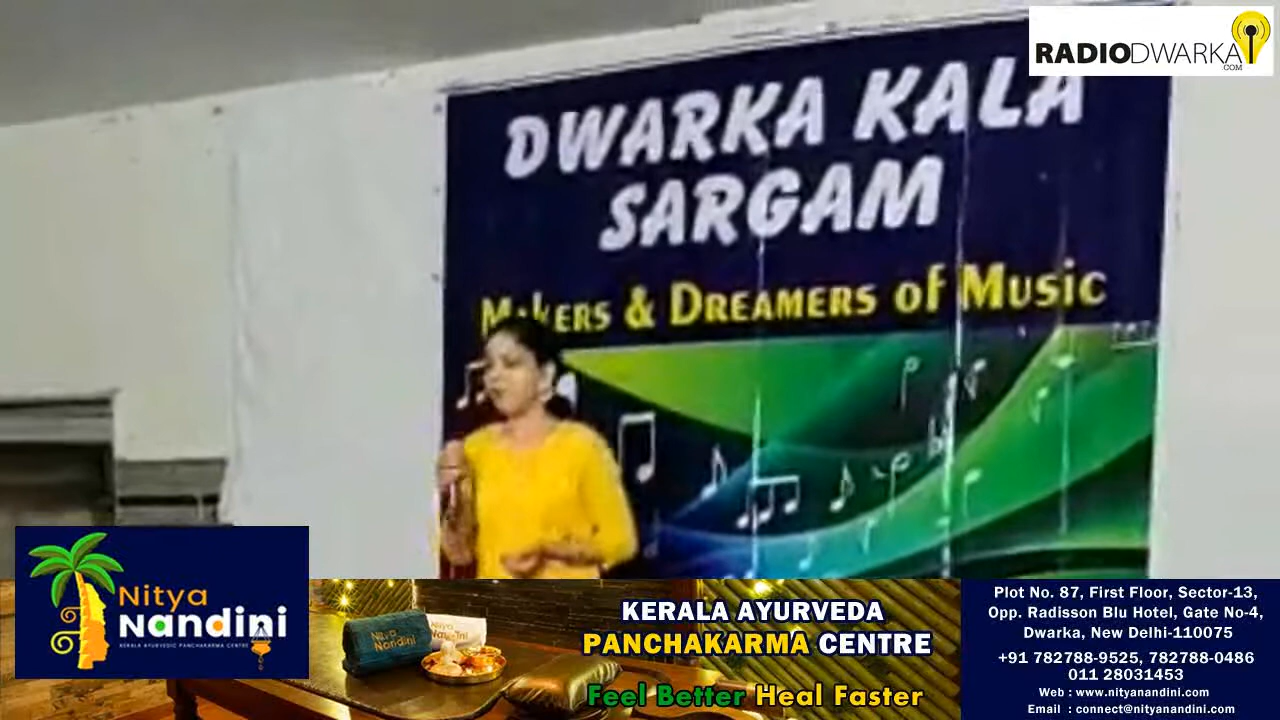 RADIODWARKA
.COM
DWARKA KALA
SARGAM
Makers & Dreamers of Music
Nitya
Nandini
KERALA AYURVEDIC PANCHAKARMA CENTRE
Nitya
Nandini
KERALA AYURVEDA
PANCHAKARMA CENTRE
Feel Better Heal Faster
Plot No. 87, First Floor, Sector-13,
Opp. Radisson Blu Hotel, Gate No-4,
Dwarka, New Delhi-110075
+91 782788-9525, 782788-0486
011 28031453
Web : www.nityanandini.com
Email : connect@nityanandini.com